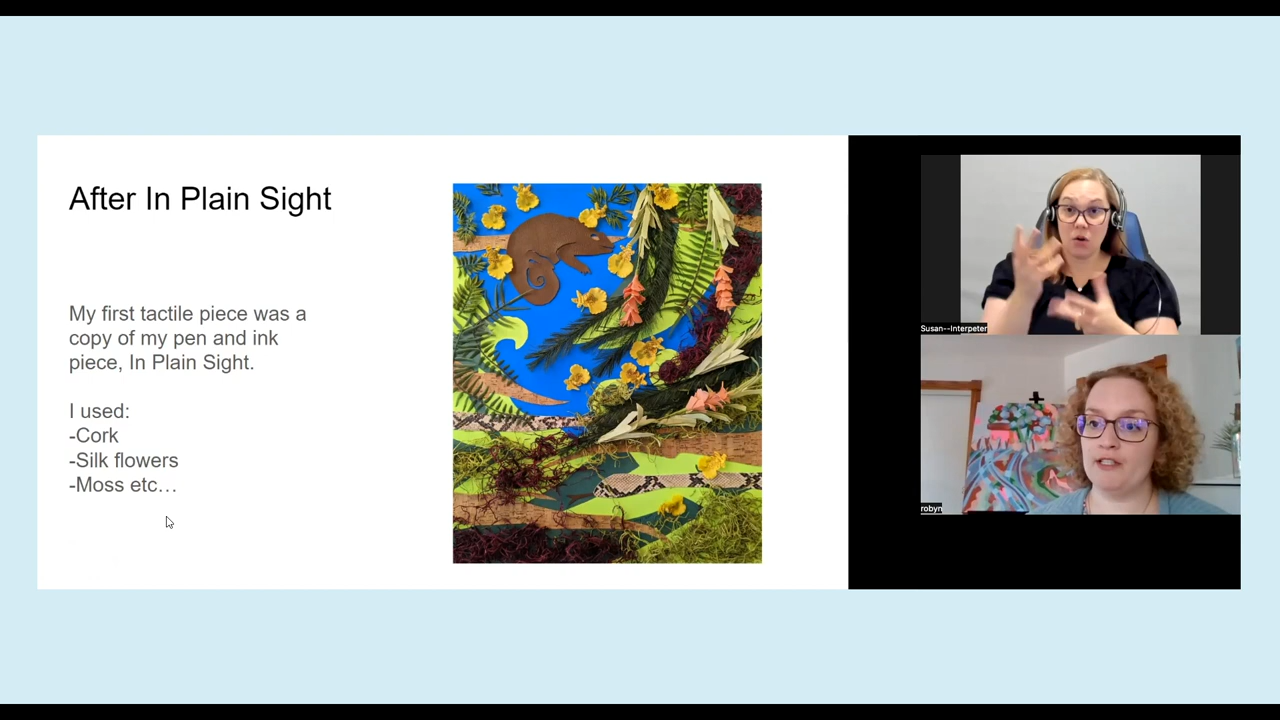 After In Plain Sight
My first tactile piece was a
copy of my pen and ink
piece, In Plain Sight.
I used:
-Cork
-Silk flowers
-Moss etc…
Susan--Interpeter
robyn